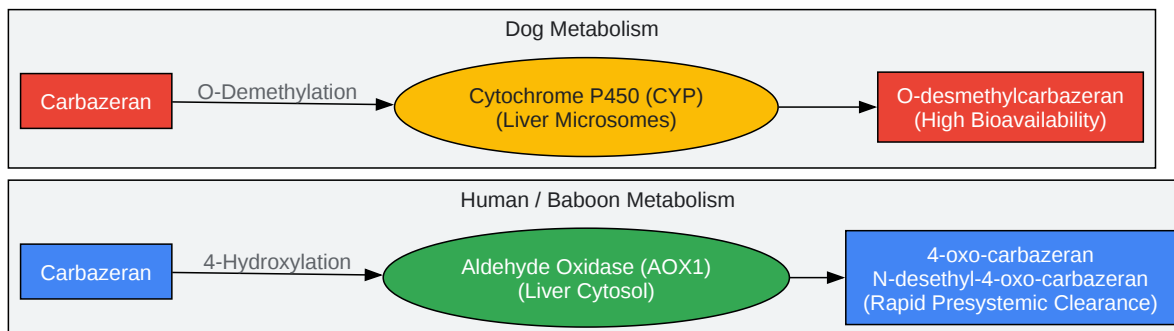 Dog Metabolism
Carbazeran
O-Demethylation
Cytochrome P450 (CYP)
(Liver Microsomes)
O-desmethylcarbazeran
(High Bioavailability)
Human / Baboon Metabolism
Carbazeran
4-Hydroxylation
Aldehyde Oxidase (AOX1)
(Liver Cytosol)
4-oxo-carbazeran
N-desethyl-4-oxo-carbazeran
(Rapid Presystemic Clearance)